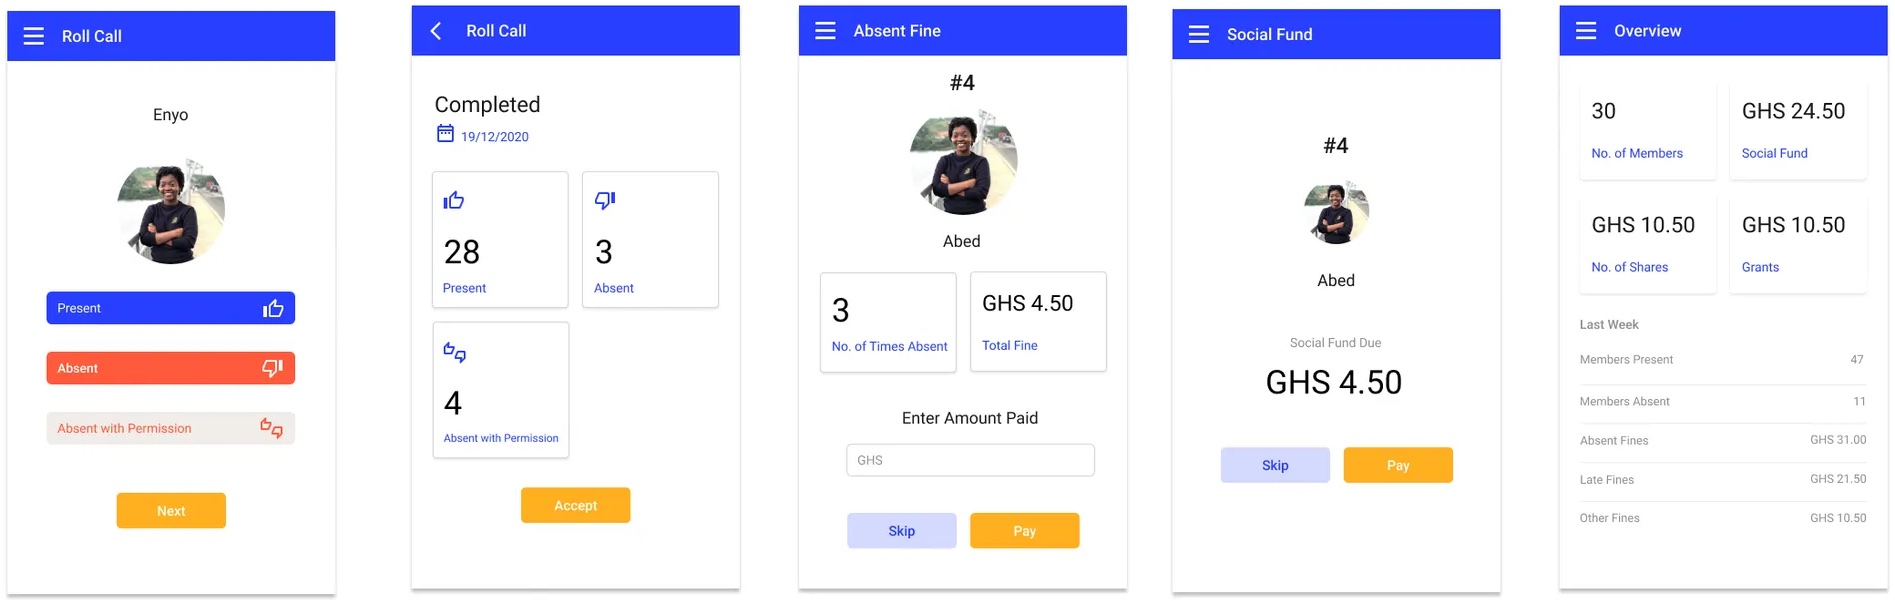 Roll Call
Enyo
Present
Absent
Absent with Permission
Next
Roll Call
Completed
19/12/2020
28
Present
3
Absent
4
Absent with Permission
Accept
Absent Fine
#4
Abed
3
No. of Times Absent
GHS 4.50
Total Fine
Enter Amount Paid
GHS
Skip
Pay
Social Fund
#4
Abed
Social Fund Due
GHS 4.50
Skip
Pay
Overview
30
No. of Members
GHS 24.50
Social Fund
GHS 10.50
No. of Shares
GHS 10.50
Grants
Last Week
Members Present 47
Members Absent 11
Absent Fines GHS 31.00
Late Fines GHS 21.50
Other Fines GHS 10.50